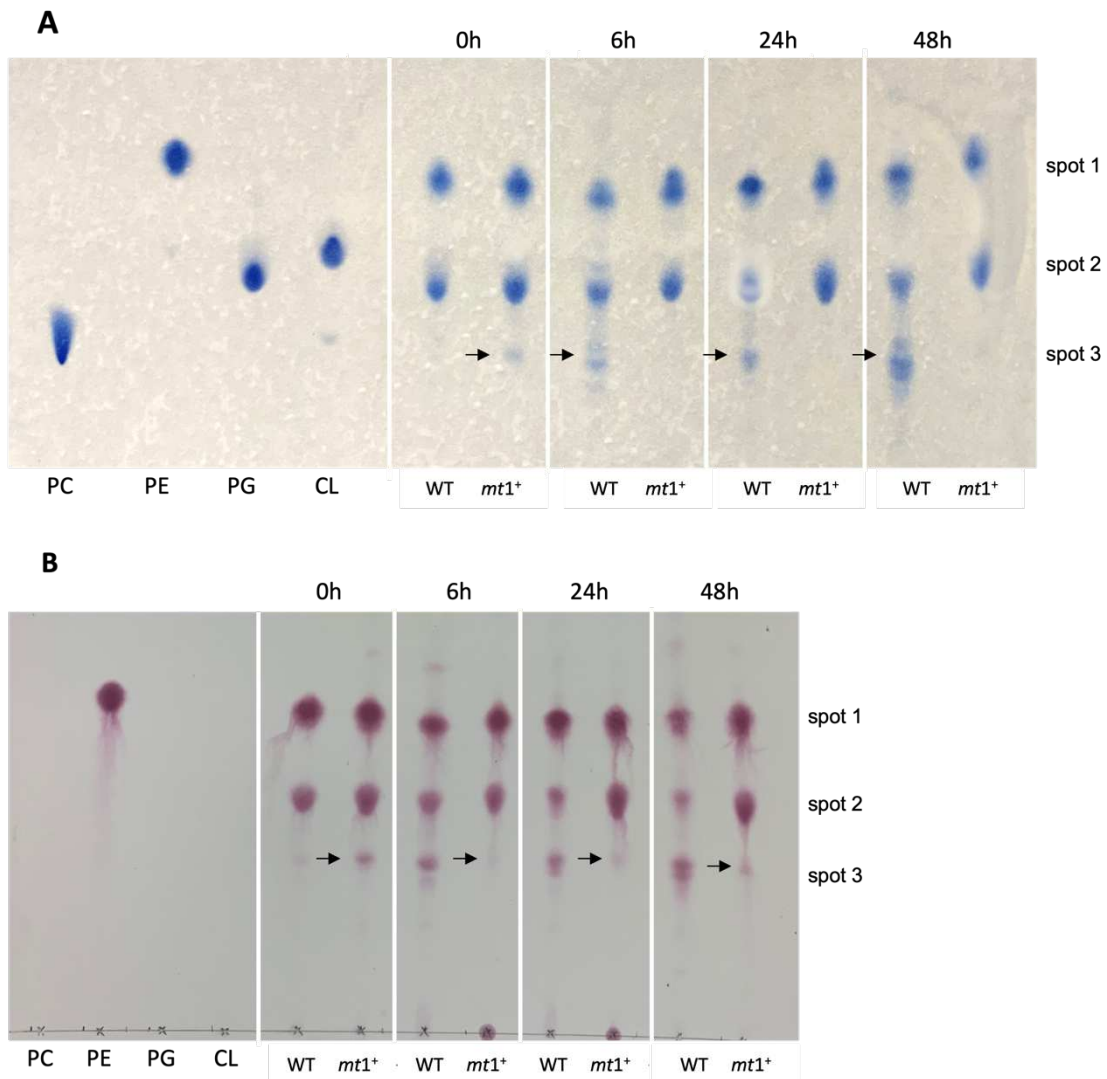 A
0h 6h 24h 48h
spot 1
spot 2
spot 3
PC PE PG CL WT mt1+ WT mt1+ WT mt1+ WT mt1+
B
0h 6h 24h 48h
spot 1
spot 2
spot 3
PC PE PG CL WT mt1+ WT mt1+ WT mt1+ WT mt1+